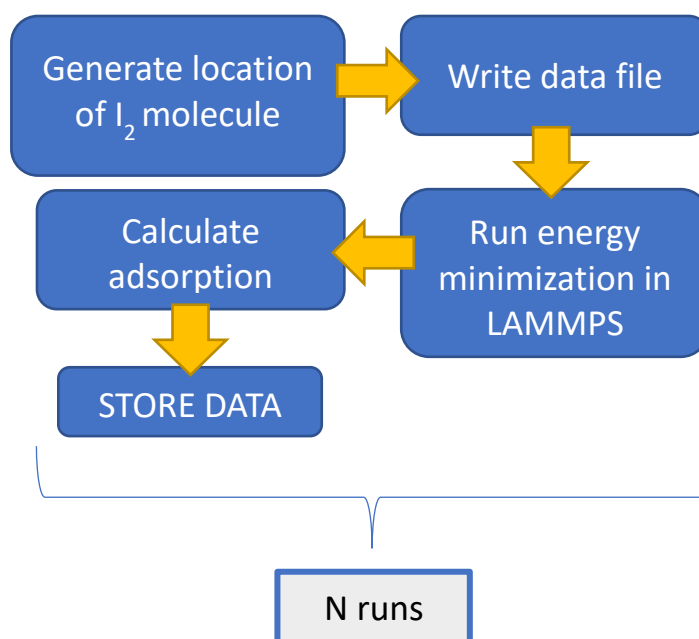 Generate location
of I₂ molecule
Write data file
Run energy
minimization in
LAMMPS
Calculate
adsorption
STORE DATA
N runs